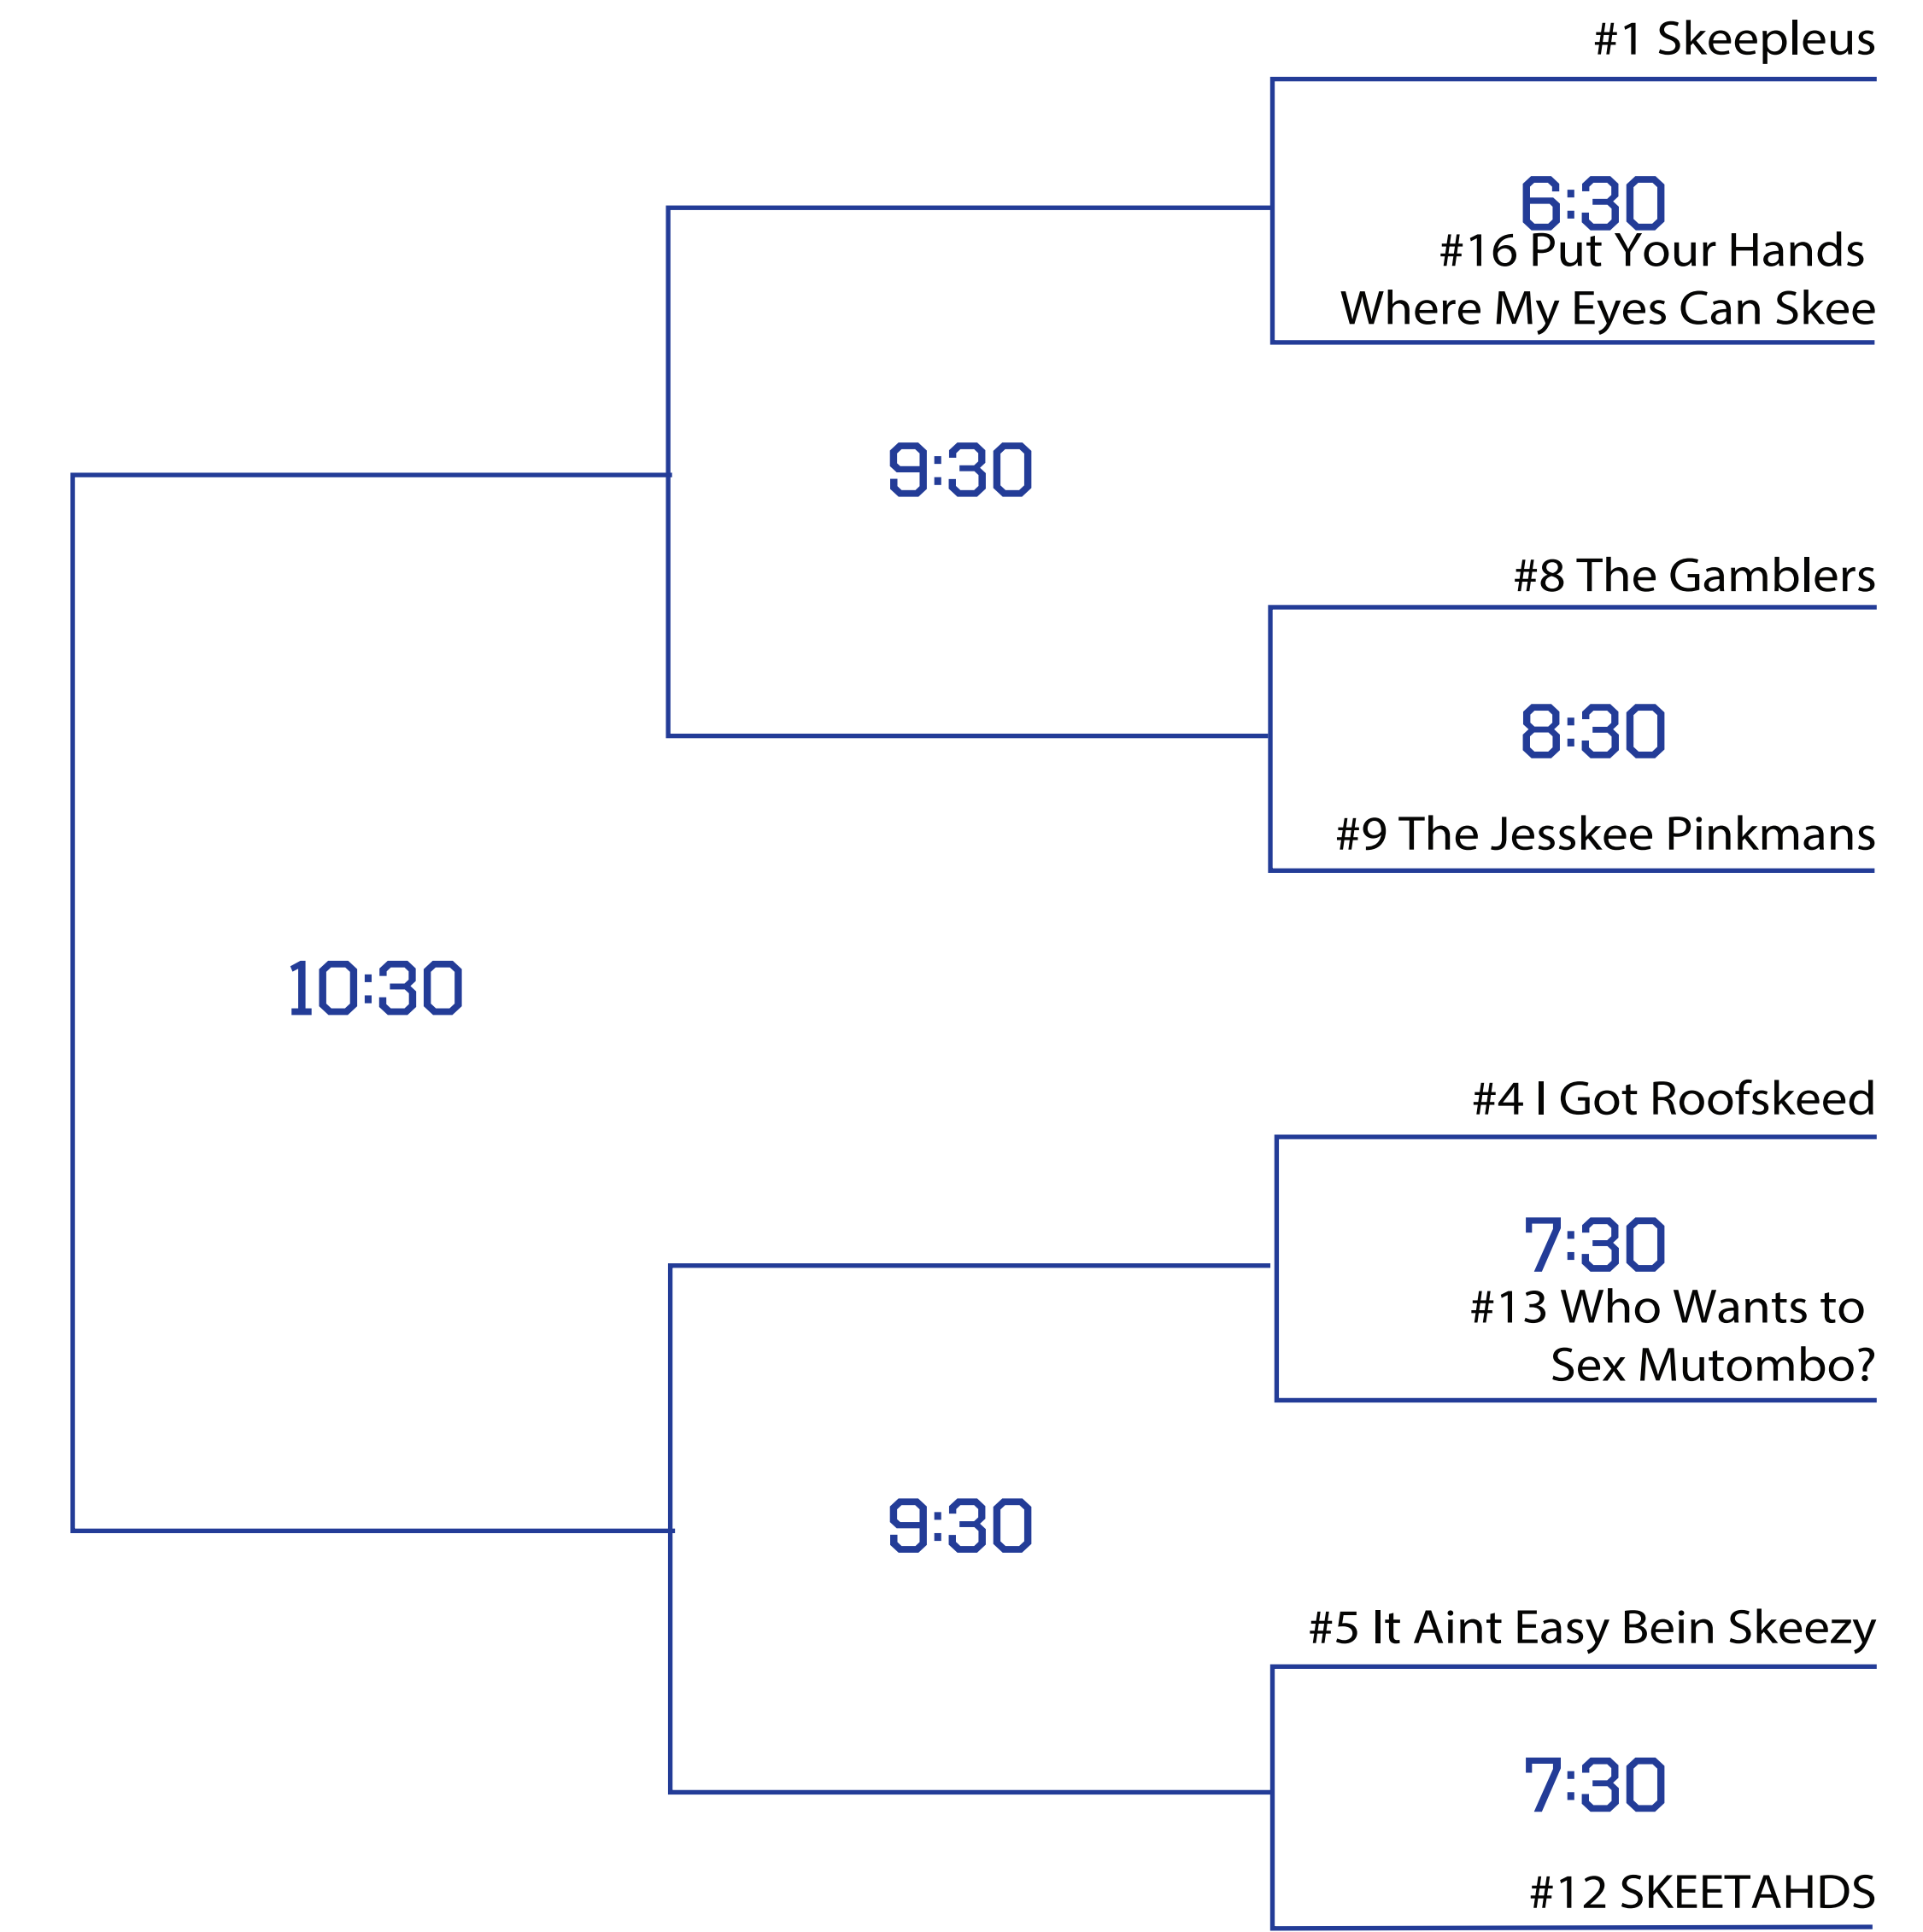 #1 Skeepleus
6:30
#16 Put Your Hands
Where My Eyes Can Skee
9:30
#8 The Gamblers
8:30
#9 The Jesskee Pinkmans
10:30
#4 I Got Roofskeed
7:30
#13 Who Wants to
Sex Mutombo?
9:30
#5 It Aint Easy Bein Skeezy
7:30
#12 SKEETAHDS